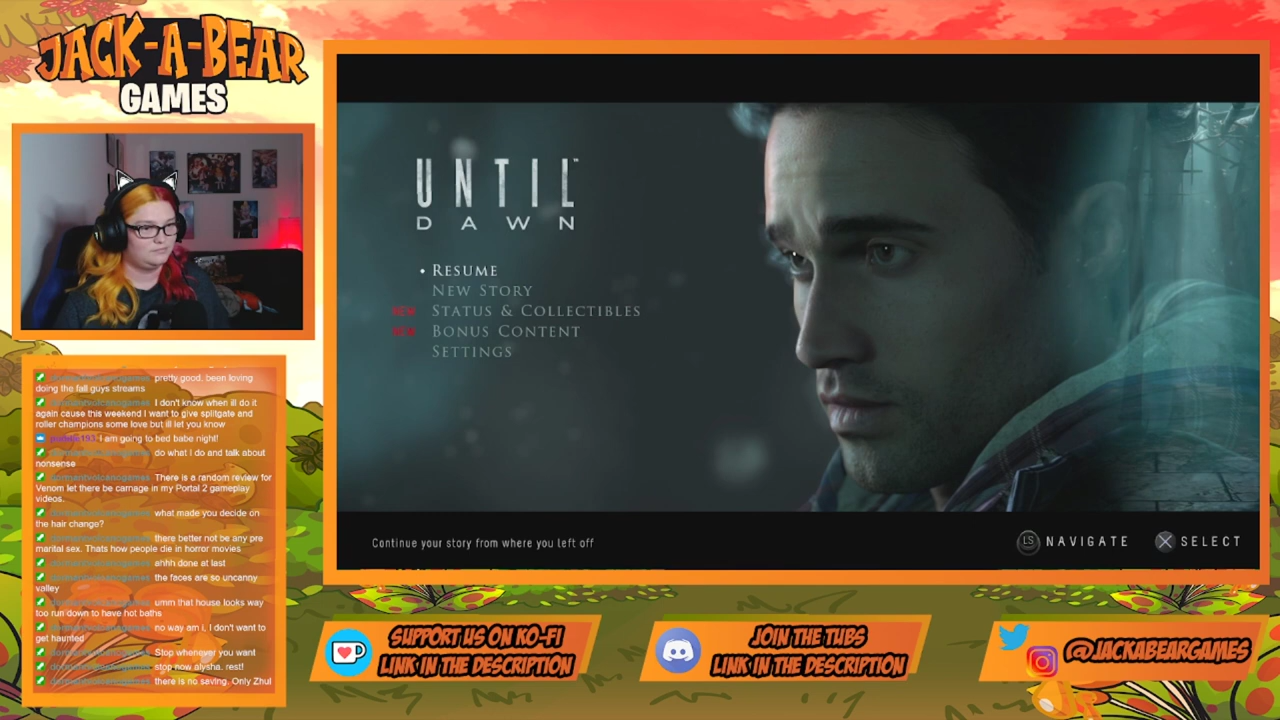 JACK-A-BEAR
GAMES
UNTIL™
DAWN
• RESUME
NEW STORY
NEW STATUS & COLLECTIBLES
NEW BONUS CONTENT
SETTINGS
Continue your story from where you left off
LS NAVIGATE
SELECT
pretty good. been loving
doing the fall guys streams
I don't know when ill do it
again cause this weekend I want to give splitgate and
roller champions some love but ill let you know
I am going to bed babe night!
do what I do and talk about
nonsense
There is a random review for
Venom let there be carnage in my Portal 2 gameplay
videos.
what made you decide on
the hair change?
there better not be any pre
marital sex. Thats how people die in horror movies
ahhh done at last
the faces are so uncanny
valley
umm that house looks way
too run down to have hot baths
no way am i, I don't want to
get haunted
Stop whenever you want
stop now alysha. rest!
there is no saving. Only Zhul
SUPPORT US ON KO-FI
LINK IN THE DESCRIPTION
JOIN THE TUBS
LINK IN THE DESCRIPTION
@JACKABEARGAMES